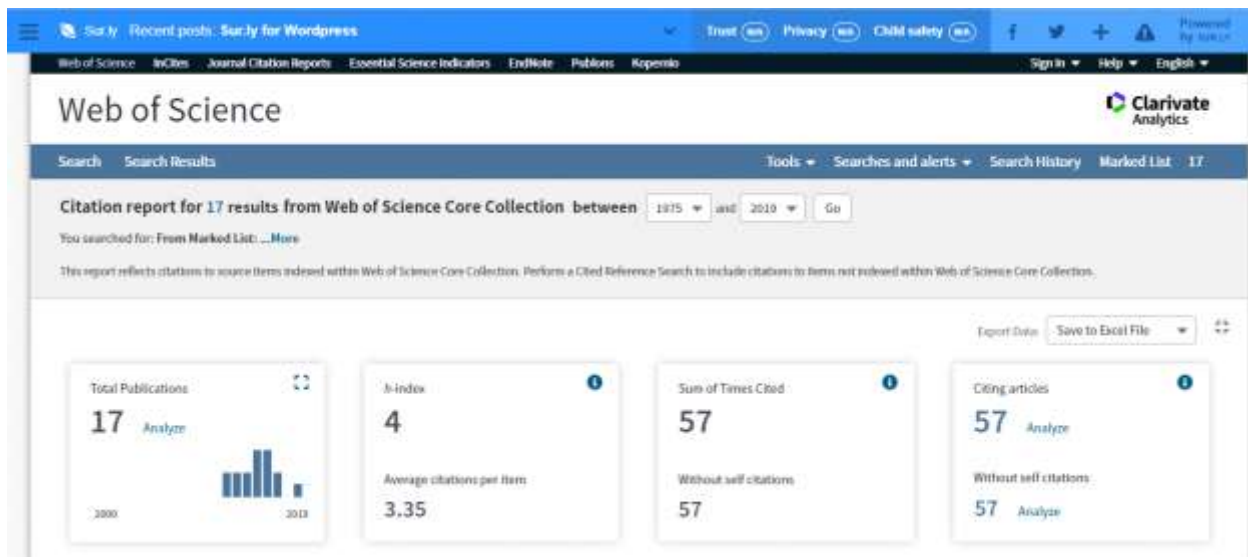 Sur.ly Recent posts: Sur.ly for Wordpress Trust N/A Privacy N/A Child safety N/A Powered by Sur.ly
Web of Science InCites Journal Citation Reports Essential Science Indicators EndNote Publons Kopernio Sign In Help English
Web of Science
Clarivate
Analytics
Search Search Results Tools Searches and alerts Search History Marked List 17
Citation report for 17 results from Web of Science Core Collection between 1975 and 2019 Go
You searched for: From Marked List: ...More
This report reflects citations to source items indexed within Web of Science Core Collection. Perform a Cited Reference Search to include citations to items not indexed within Web of Science Core Collection.
Export Data: Save to Excel File
Total Publications
17 Analyze
2000
h-index
4
Average citations per item
3.35
Sum of Times Cited
57
Without self citations
57
Citing articles
57 Analyze
Without self citations
57 Analyze